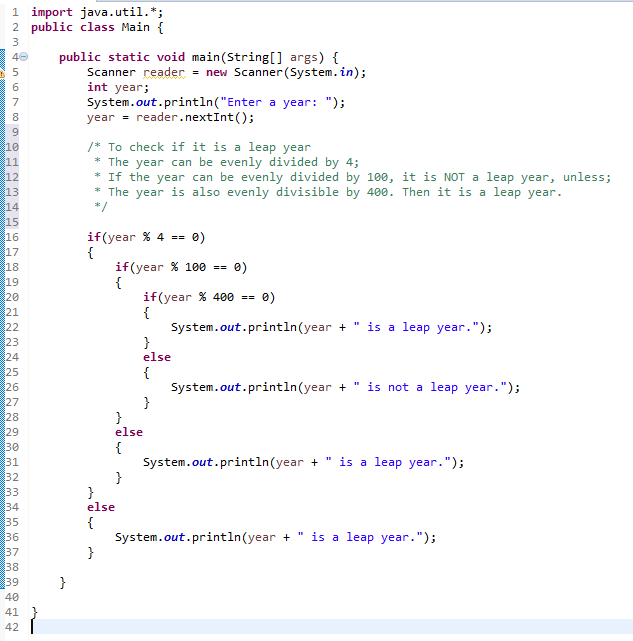 1 import java.util.*;
2 public class Main {
3
4 public static void main(String[] args) {
5 Scanner reader = new Scanner(System.in);
6 int year;
7 System.out.println("Enter a year: ");
8 year = reader.nextInt();
9
10 /* To check if it is a leap year
11 * The year can be evenly divided by 4;
12 * If the year can be evenly divided by 100, it is NOT a leap year, unless;
13 * The year is also evenly divisible by 400. Then it is a leap year.
14 */
15
16 if(year % 4 == 0)
17 {
18 if(year % 100 == 0)
19 {
20 if(year % 400 == 0)
21 {
22 System.out.println(year + " is a leap year.");
23 }
24 else
25 {
26 System.out.println(year + " is not a leap year.");
27 }
28 }
29 else
30 {
31 System.out.println(year + " is a leap year.");
32 }
33 }
34 else
35 {
36 System.out.println(year + " is a leap year.");
37 }
38
39 }
40
41 }
42